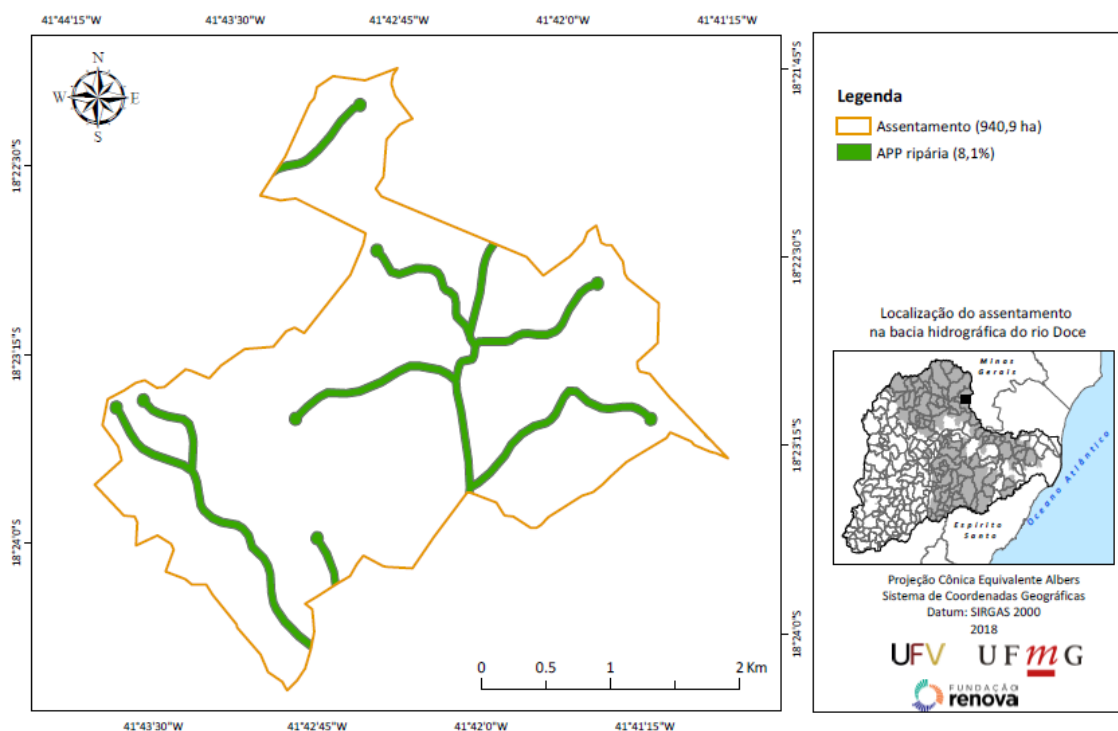 41°44'15"W 41°43'30"W 41°42'45"W 41°42'0"W 41°41'15"W
N
W E
S
18°22'30"S
18°23'15"S
18°24'0"S
18°21'45"S
18°22'30"S
18°23'15"S
18°24'0"S
0 0.5 1 2 Km
41°43'30"W 41°42'45"W 41°42'0"W 41°41'15"W
Legenda
Assentamento (940,9 ha)
APP ripária (8,1%)
Localização do assentamento
na bacia hidrográfica do rio Doce
Minas
Gerais
Oceano Atlântico
Espírito
Santo
Projeção Cônica Equivalente Albers
Sistema de Coordenadas Geográficas
Datum: SIRGAS 2000
2018
UFV UFmG
FUNDAÇÃO
renova